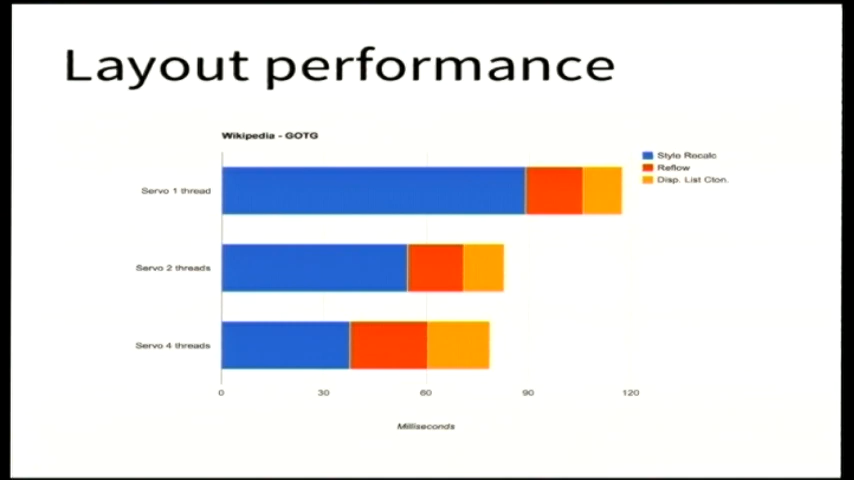 Layout performance
Wikipedia - GOTG
Style Recalc
Reflow
Disp. List Cton.
Servo 1 thread
Servo 2 threads
Servo 4 threads
0 30 60 90 120
Milliseconds